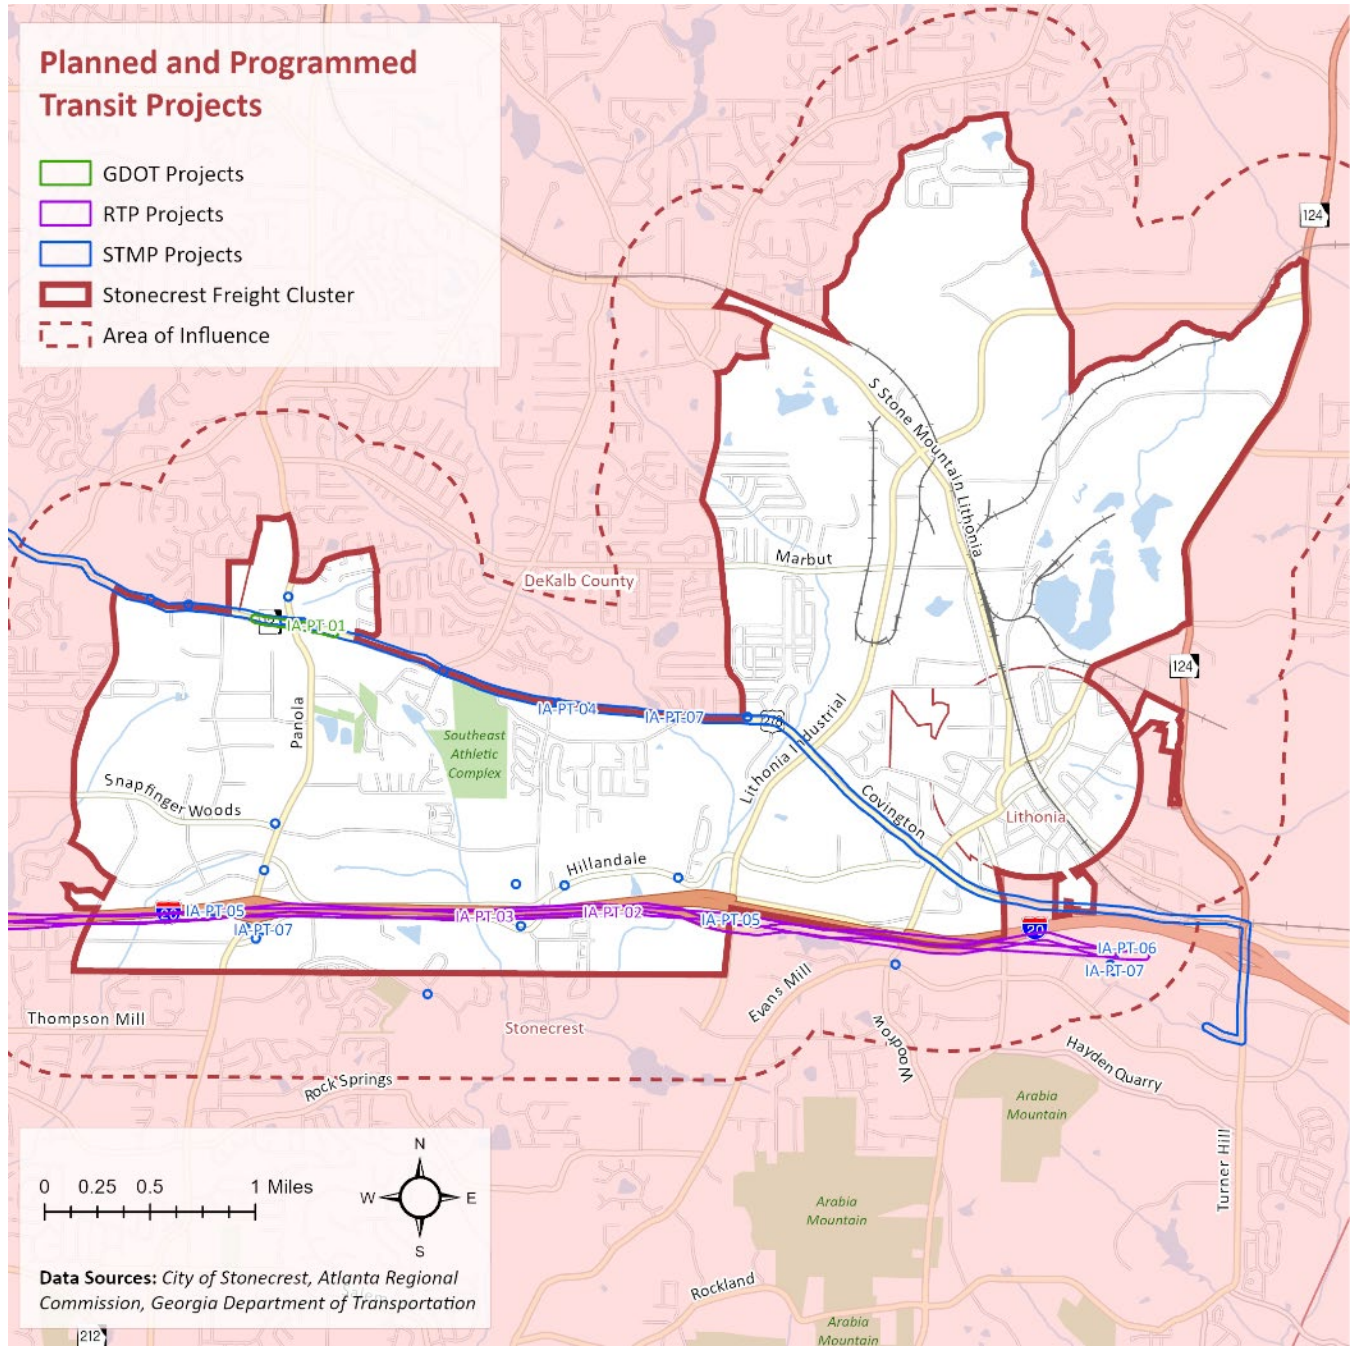 Planned and Programmed
Transit Projects
GDOT Projects
RTP Projects
STMP Projects
Stonecrest Freight Cluster
Area of Influence
124
S Stone Mountain Lithonia
Marbut
DeKalb County
IA-PT-01
124
IA-PT-04
IA-PT-07
278
Panola
Southeast
Athletic
Complex
Lithonia Industrial
Snapfinger Woods
Covington
Lithonia
Hillandale
20
IA-PT-05
IA-PT-03
IA-PT-02
IA-PT-05
IA-PT-07
20
IA-PT-06
IA-PT-07
Evans Mill
Thompson Mill
Stonecrest
Woodrow
Hayden Quarry
Rock Springs
Arabia
Mountain
Turner Hill
N
W
E
S
0 0.25 0.5 1 Miles
Arabia
Mountain
Data Sources: City of Stonecrest, Atlanta Regional
Commission, Georgia Department of Transportation
Salem
Rockland
212
Arabia
Mountain